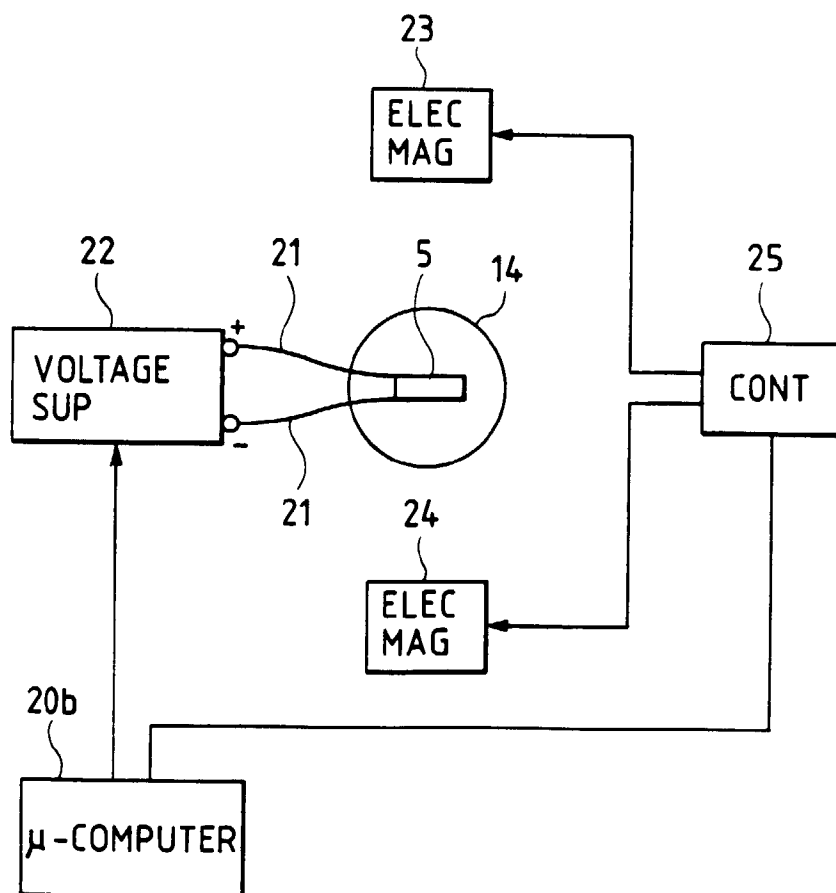 23
ELEC
MAG
22
21
5
14
25
+
VOLTAGE
SUP
CONT
-
21
24
ELEC
MAG
20b
μ-COMPUTER